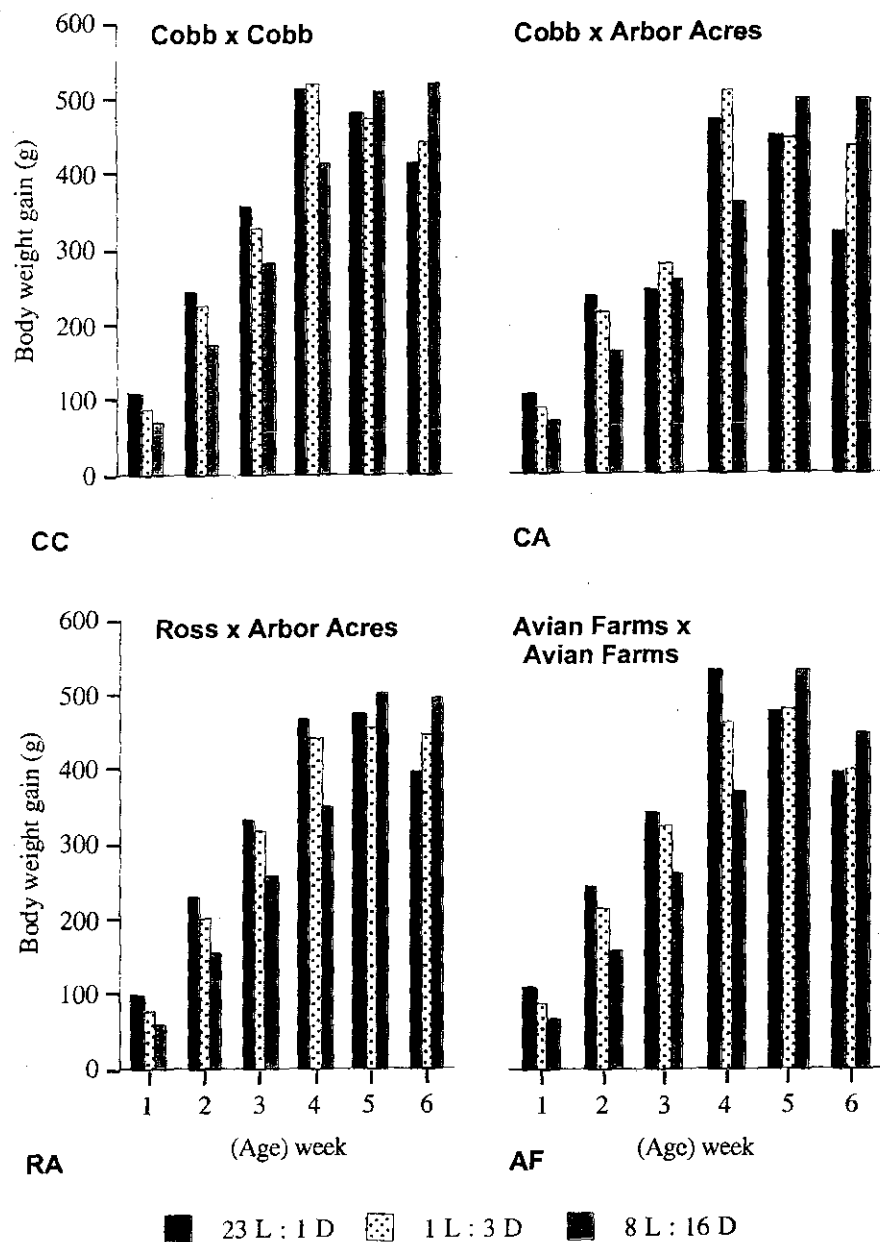 Cobb x Cobb
Cobb x Arbor Acres
Body weight gain (g)
600
500
400
300
200
100
0
CC
CA
Ross x Arbor Acres
Avian Farms x
Avian Farms
Body weight gain (g)
600
500
400
300
200
100
0
1 2 3 4 5 6
1 2 3 4 5 6
(Age) week
(Age) week
RA
AF
23 L : 1 D 1 L : 3 D 8 L : 16 D